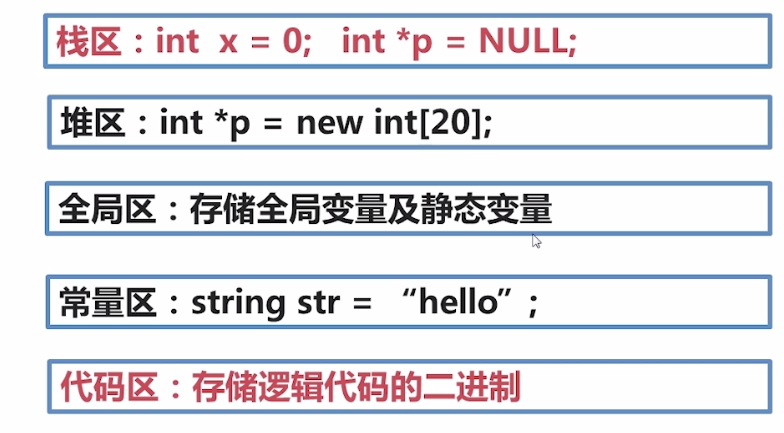 栈区：int  x = 0;   int *p = NULL;
堆区：int *p = new int[20];
全局区：存储全局变量及静态变量
常量区：string str = “hello”;
代码区：存储逻辑代码的二进制